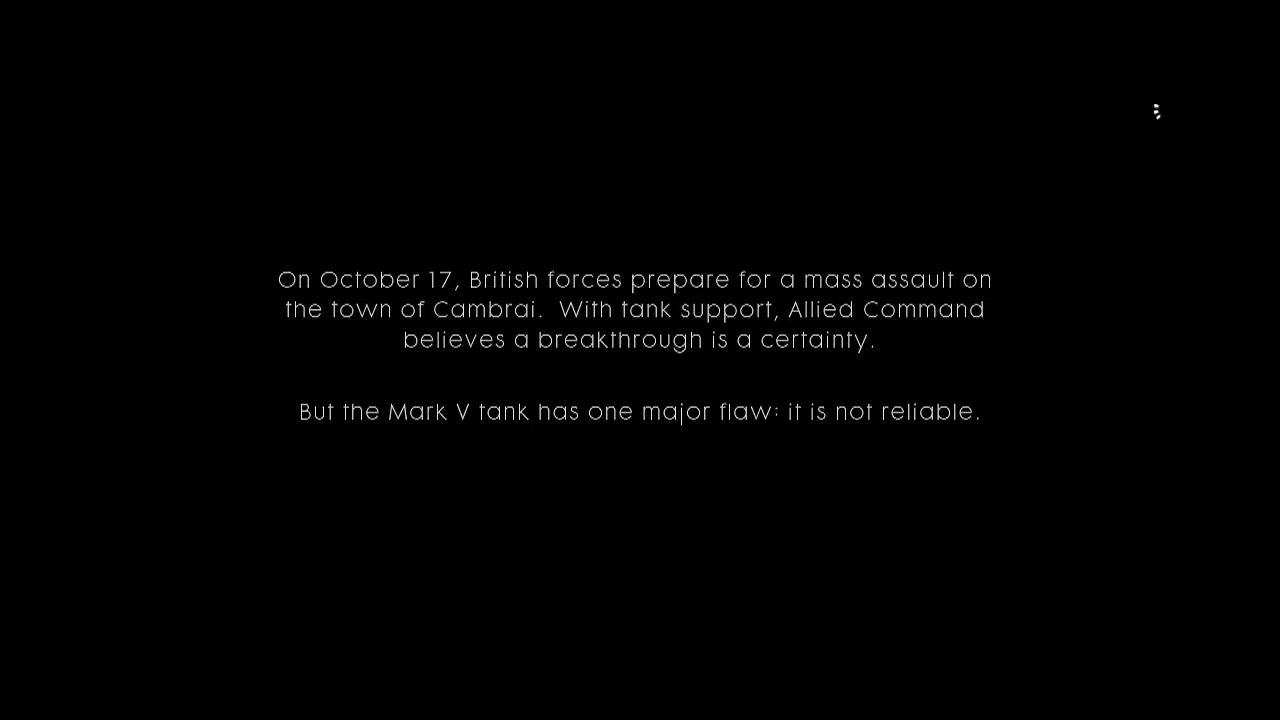 On October 17, British forces prepare for a mass assault on
the town of Cambrai.  With tank support, Allied Command
believes a breakthrough is a certainty.
But the Mark V tank has one major flaw: it is not reliable.